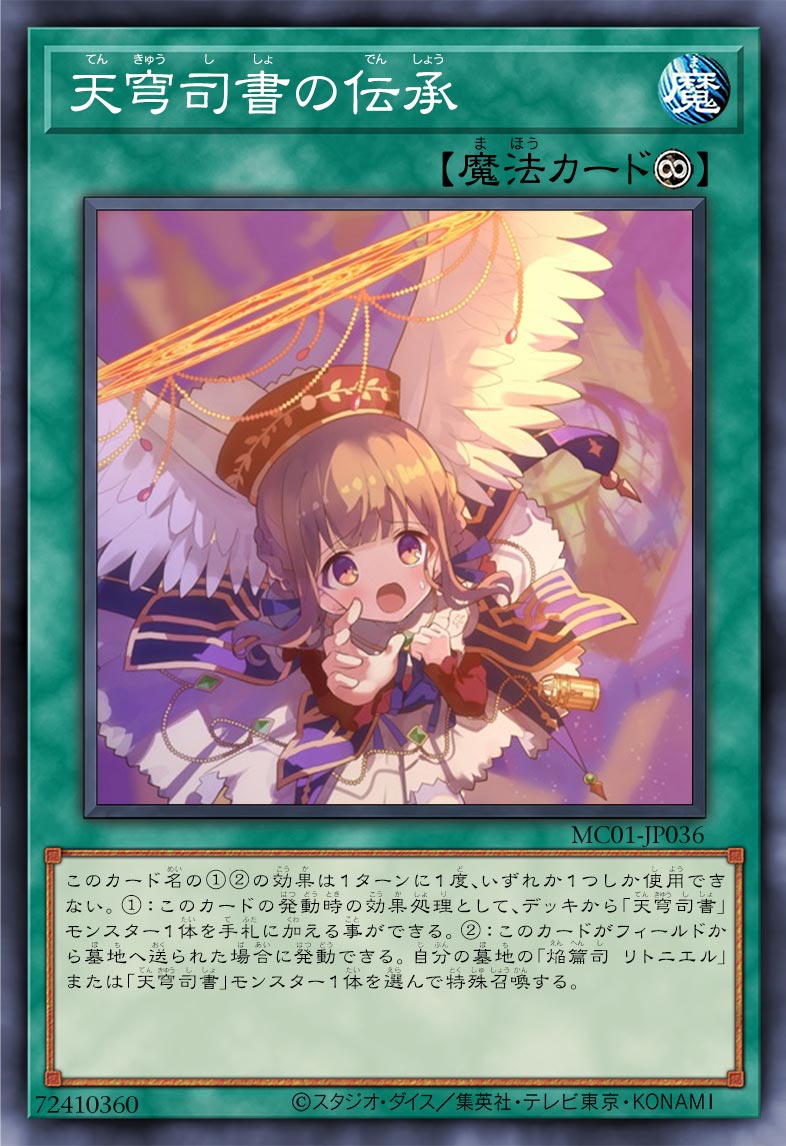 天穹司書の伝承
魔
【魔法カード∞】
MC01-JP036
このカード名の①②の効果は1ターンに1度、いずれか1つしか使用でき
ない。①：このカードの発動時の効果処理として、デッキから「天穹司書」
モンスター1体を手札に加える事ができる。②：このカードがフィールドか
ら墓地へ送られた場合に発動できる。自分の墓地の「焔篇司 リトニエル」
または「天穹司書」モンスター1体を選んで特殊召喚する。
72410360
©スタジオ・ダイス／集英社・テレビ東京・KONAMI